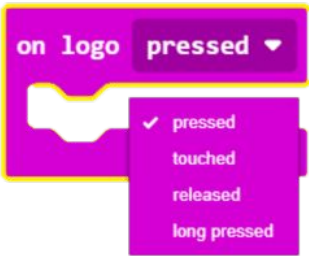 on logo pressed
pressed
touched
released
long pressed